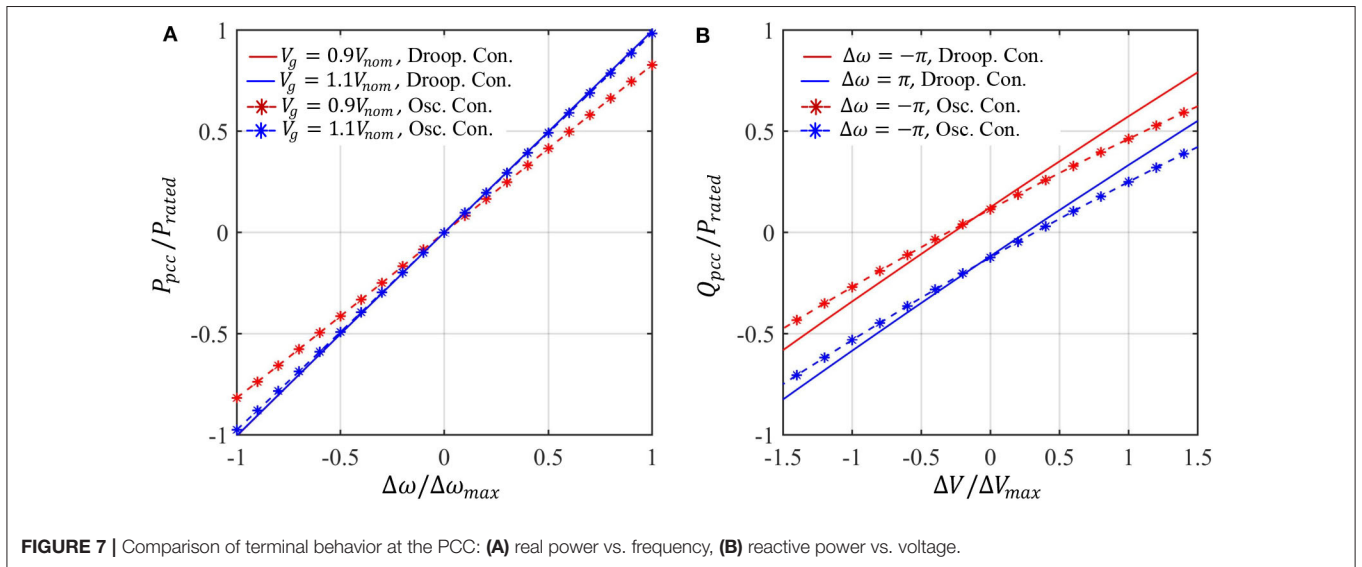 A
V_g = 0.9V_nom, Droop. Con.
V_g = 1.1V_nom, Droop. Con.
V_g = 0.9V_nom, Osc. Con.
V_g = 1.1V_nom, Osc. Con.
1
0.5
0
-0.5
-1
P_pcc/P_rated
-1
-0.5
0
0.5
1
Δω/Δω_max
B
Δω = −π, Droop Con.
Δω = π, Droop Con.
Δω = −π, Osc. Con.
Δω = −π, Osc. Con.
1
0.5
0
-0.5
-1
Q_pcc/P_rated
-1.5
-1
-0.5
0
0.5
1
1.5
ΔV/ΔV_max
FIGURE 7 | Comparison of terminal behavior at the PCC: (A) real power vs. frequency, (B) reactive power vs. voltage.